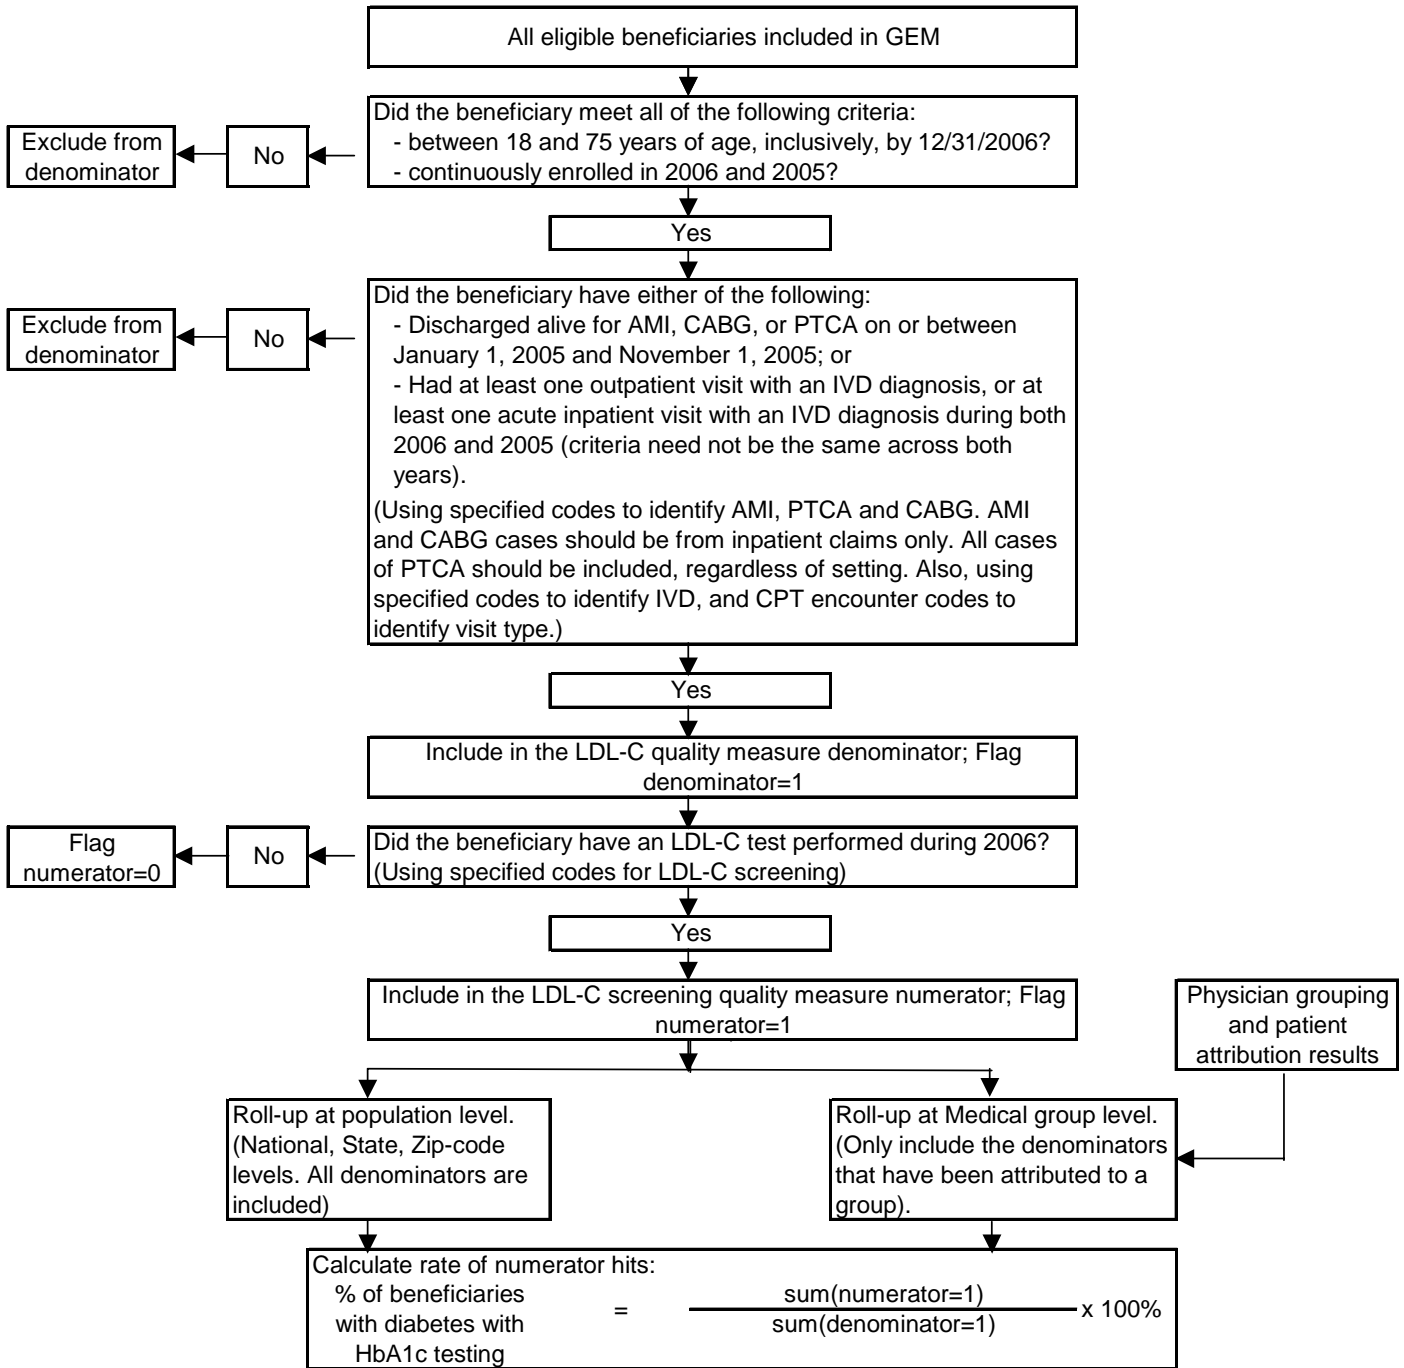 All eligible beneficiaries included in GEM
Did the beneficiary meet all of the following criteria:
- between 18 and 75 years of age, inclusively, by 12/31/2006?
- continuously enrolled in 2006 and 2005?
No
Exclude from
denominator
Yes
Did the beneficiary have either of the following:
- Discharged alive for AMI, CABG, or PTCA on or between
January 1, 2005 and November 1, 2005; or
- Had at least one outpatient visit with an IVD diagnosis, or at
least one acute inpatient visit with an IVD diagnosis during both
2006 and 2005 (criteria need not be the same across both
years).
(Using specified codes to identify AMI, PTCA and CABG. AMI
and CABG cases should be from inpatient claims only. All cases
of PTCA should be included, regardless of setting. Also, using
specified codes to identify IVD, and CPT encounter codes to
identify visit type.)
No
Exclude from
denominator
Yes
Include in the LDL-C quality measure denominator; Flag
denominator=1
Did the beneficiary have an LDL-C test performed during 2006?
(Using specified codes for LDL-C screening)
No
Flag
numerator=0
Yes
Include in the LDL-C screening quality measure numerator; Flag
numerator=1
Physician grouping
and patient
attribution results
Roll-up at population level.
(National, State, Zip-code
levels. All denominators are
included)
Roll-up at Medical group level.
(Only include the denominators
that have been attributed to a
group).
Calculate rate of numerator hits:
% of beneficiaries
with diabetes with
HbA1c testing
=
sum(numerator=1)
sum(denominator=1)
x 100%